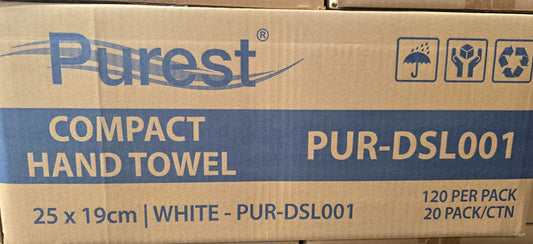 Purest®
COMPACT
HAND TOWEL
PUR-DSL001
25 x 19cm | WHITE - PUR-DSL001
120 PER PACK
20 PACK/CTN